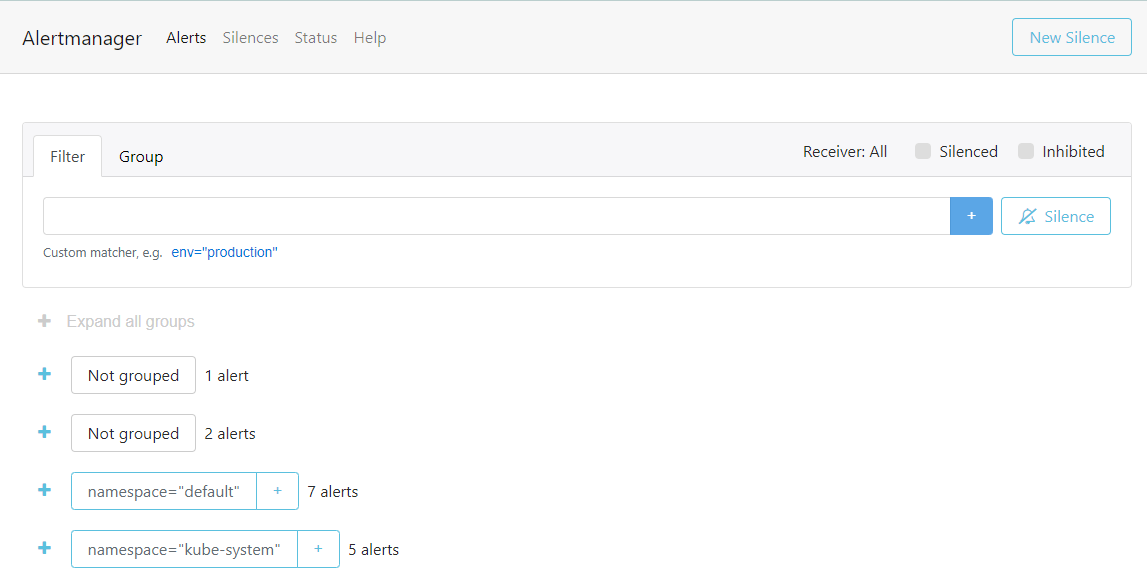 Alertmanager Alerts Silences Status Help New Silence
Filter Group Receiver: All Silenced Inhibited
+ Silence
Custom matcher, e.g. env="production"
+ Expand all groups
+ Not grouped 1 alert
+ Not grouped 2 alerts
+ namespace="default" + 7 alerts
+ namespace="kube-system" + 5 alerts